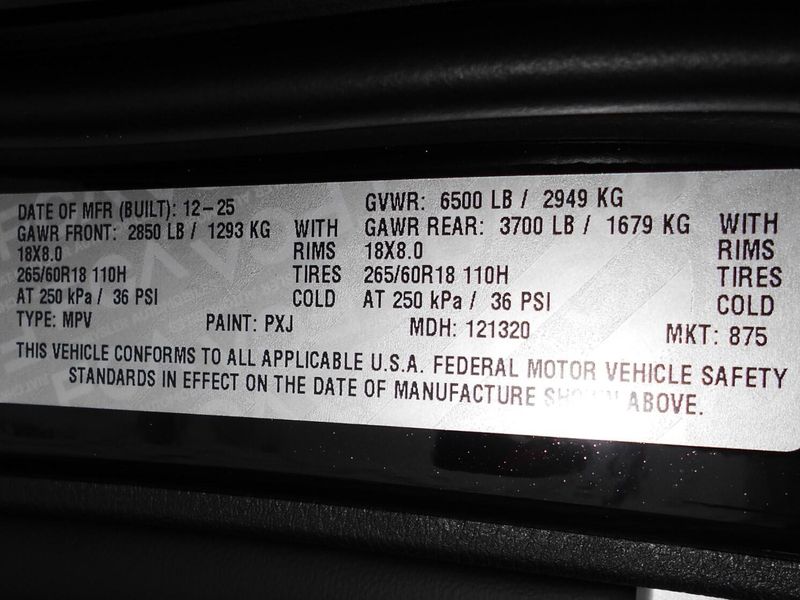 DATE OF MFR (BUILT): 12-25 GVWR: 6500 LB / 2949 KG
GAWR FRONT: 2850 LB / 1293 KG WITH GAWR REAR: 3700 LB / 1679 KG WITH
18X8.0 RIMS 18X8.0 RIMS
265/60R18 110H TIRES 265/60R18 110H TIRES
AT 250 kPa / 36 PSI COLD AT 250 kPa / 36 PSI COLD
TYPE: MPV PAINT: PXJ MDH: 121320 MKT: 875
THIS VEHICLE CONFORMS TO ALL APPLICABLE U.S.A. FEDERAL MOTOR VEHICLE SAFETY
STANDARDS IN EFFECT ON THE DATE OF MANUFACTURE SHOWN ABOVE.